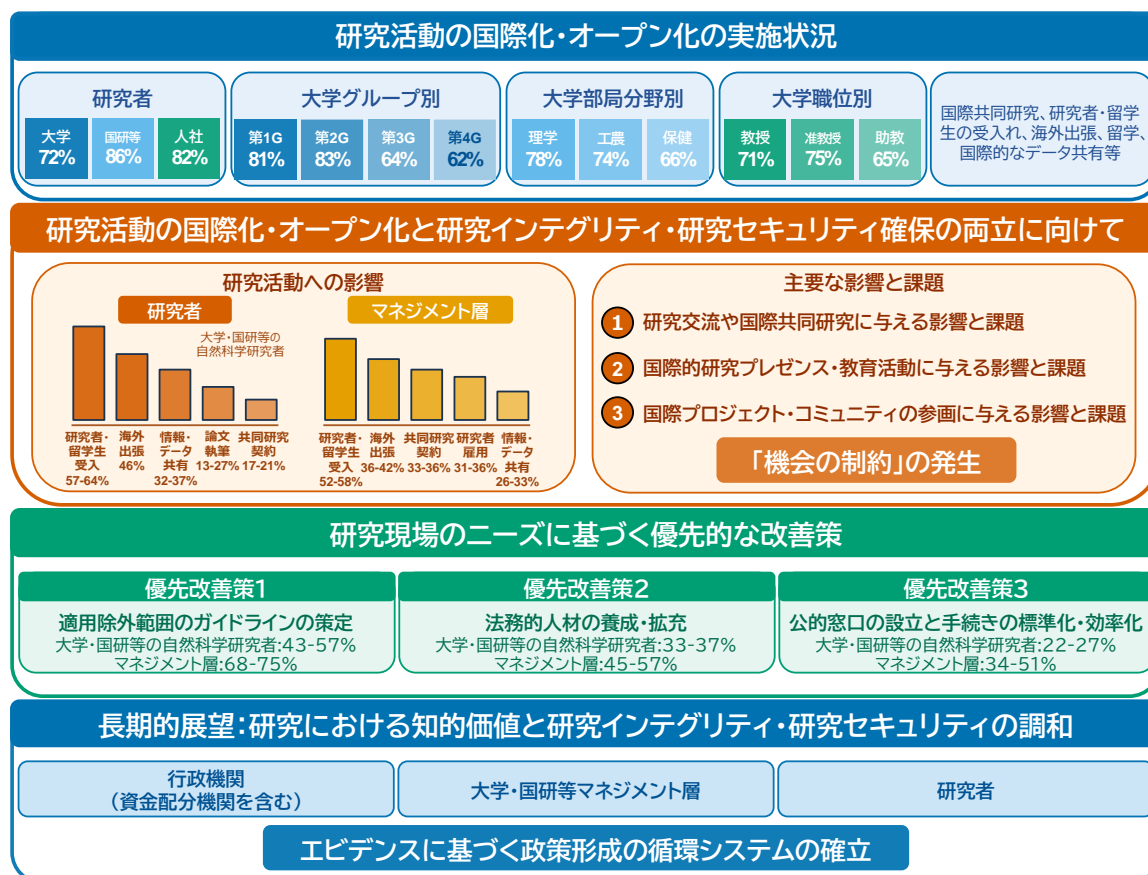 研究活動の国際化・オープン化の実施状況
研究者
大学
72%
国研等
86%
人社
82%
大学グループ別
第1G
81%
第2G
83%
第3G
64%
第4G
62%
大学部局分野別
理学
78%
工農
74%
保健
66%
大学職位別
教授
71%
准教授
75%
助教
65%
国際共同研究、研究者・留学
生の受入れ、海外出張、留学、
国際的なデータ共有等
研究活動の国際化・オープン化と研究インテグリティ・研究セキュリティ確保の両立に向けて
研究活動への影響
研究者
大学・国研等の
自然科学研究者
研究者・
留学生
受入
57-64%
海外
出張
46%
情報・
データ
共有
32-37%
論文
執筆
13-27%
共同研究
契約
17-21%
マネジメント層
研究者・
留学生
受入
52-58%
海外
出張
36-42%
共同研究
契約
33-36%
研究者
雇用
31-36%
情報・
データ
共有
26-33%
主要な影響と課題
1 研究交流や国際共同研究に与える影響と課題
2 国際的研究プレゼンス・教育活動に与える影響と課題
3 国際プロジェクト・コミュニティの参画に与える影響と課題
「機会の制約」の発生
研究現場のニーズに基づく優先的な改善策
優先改善策1
適用除外範囲のガイドラインの策定
大学・国研等の自然科学研究者:43-57%
マネジメント層:68-75%
優先改善策2
法務的人材の養成・拡充
大学・国研等の自然科学研究者:33-37%
マネジメント層:45-57%
優先改善策3
公的窓口の設立と手続きの標準化・効率化
大学・国研等の自然科学研究者:22-27%
マネジメント層:34-51%
長期的展望:研究における知的価値と研究インテグリティ・研究セキュリティの調和
行政機関
(資金配分機関を含む)
大学・国研等マネジメント層
研究者
エビデンスに基づく政策形成の循環システムの確立